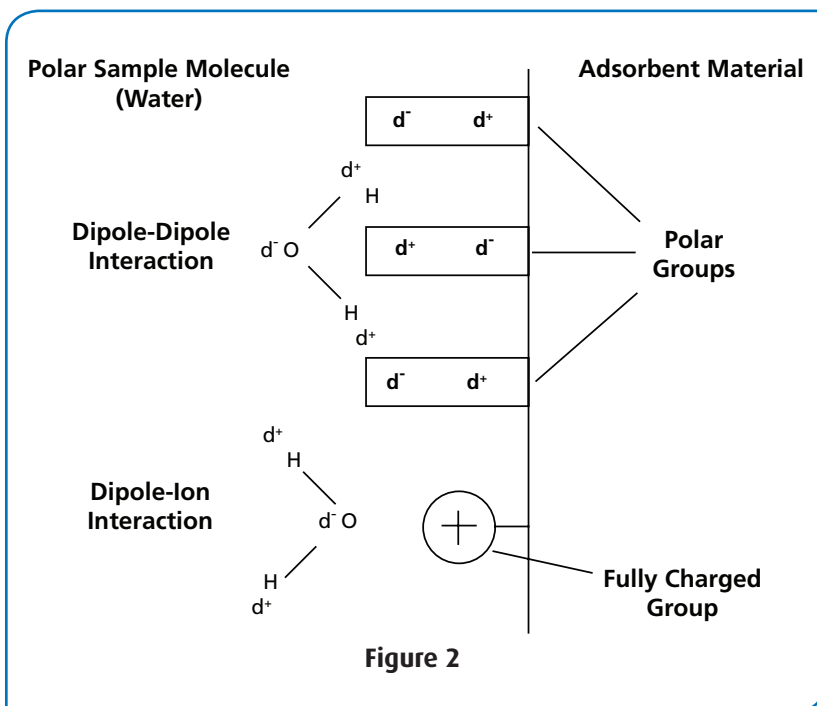 Polar Sample Molecule
(Water)
Adsorbent Material
d⁻ d⁺
d⁺
H
Dipole-Dipole
Interaction
d⁻ O
d⁺ d⁻
Polar
Groups
H
d⁺
d⁻ d⁺
d⁺
H
Dipole-Ion
Interaction
d⁻ O
+
H
d⁺
Fully Charged
Group
Figure 2